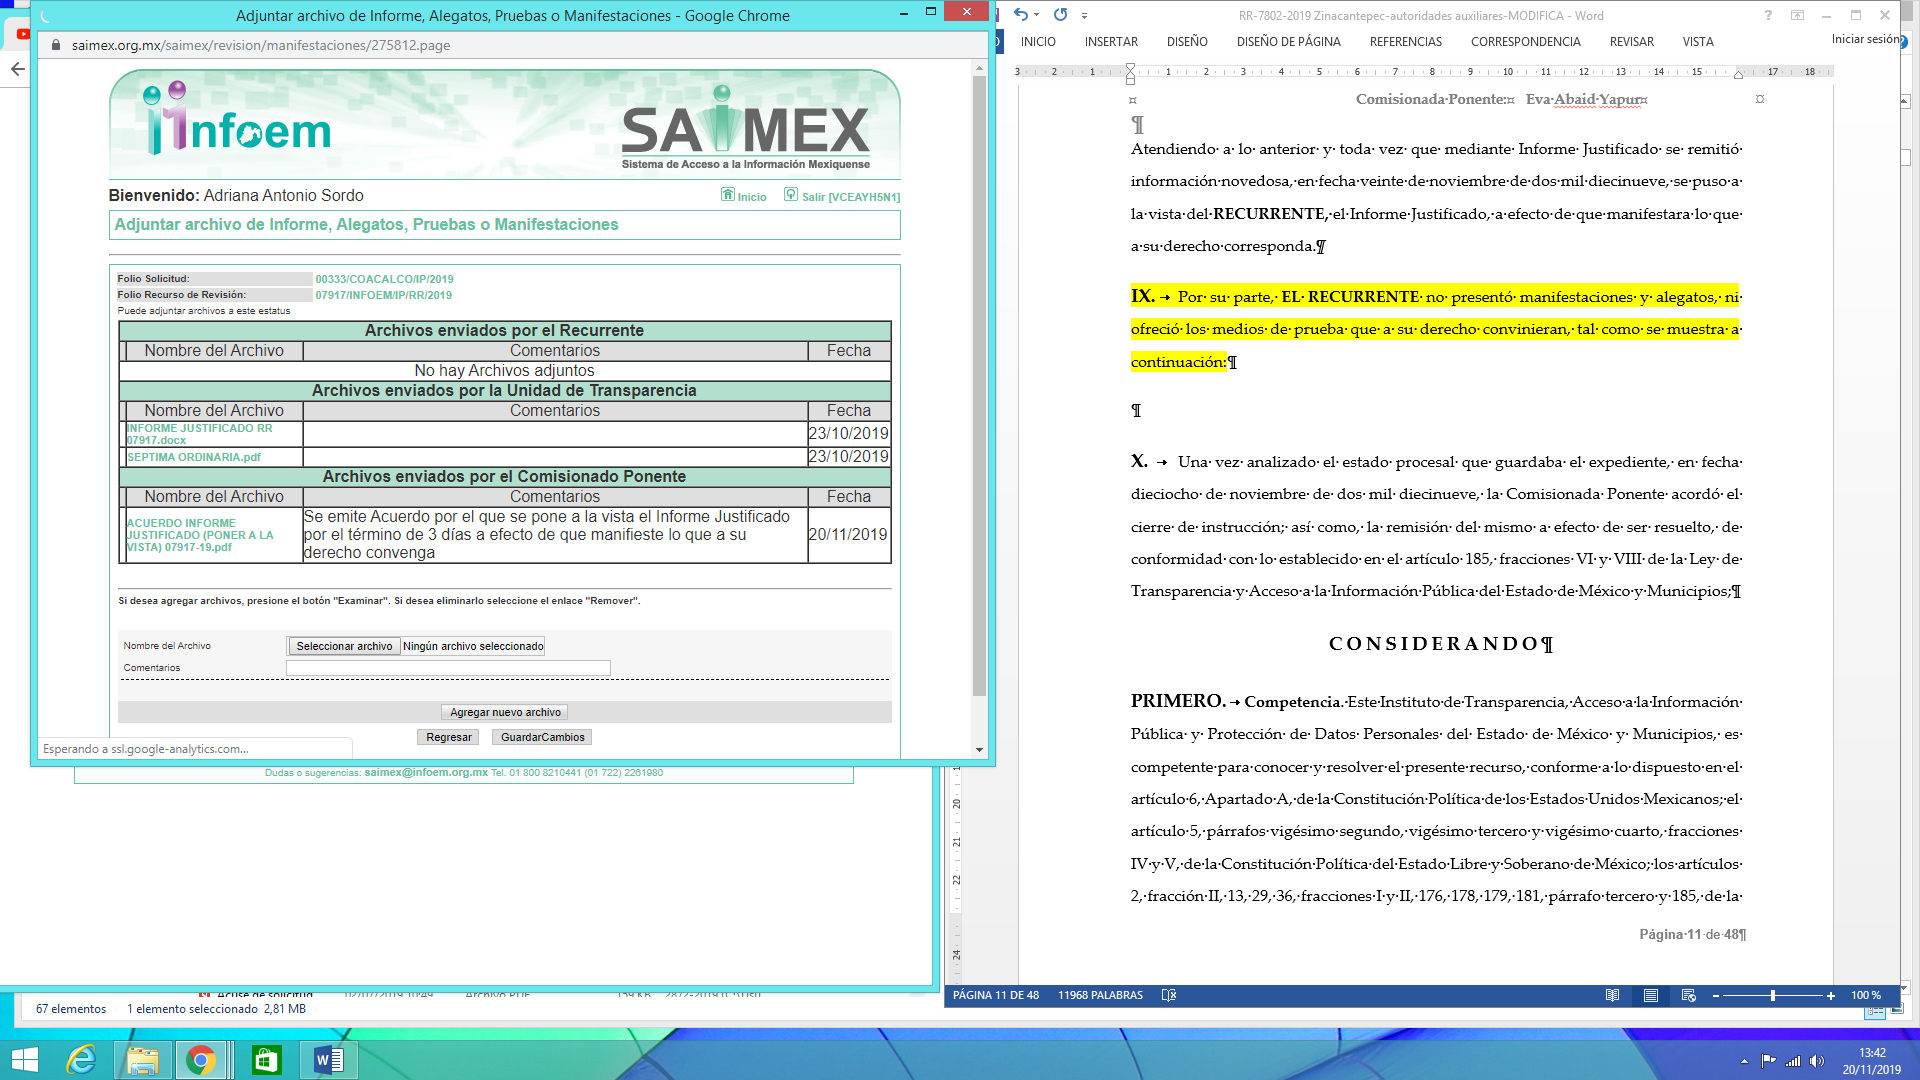 Adjuntar archivo de Informe, Alegatos, Pruebas o Manifestaciones - Google Chrome
saimex.org.mx/saimex/revision/manifestaciones/275812.page
infoem
SAIMEX
Sistema de Acceso a la Información Mexiquense
Bienvenido: Adriana Antonio Sordo
Inicio Salir [VCEAYH5N1]
Adjuntar archivo de Informe, Alegatos, Pruebas o Manifestaciones
Folio Solicitud: 00333/COACALCO/IP/2019
Folio Recurso de Revisión: 07917/INFOEM/IP/RR/2019
Puede adjuntar archivos a este estatus
Archivos enviados por el Recurrente
Nombre del Archivo Comentarios Fecha
No hay Archivos adjuntos
Archivos enviados por la Unidad de Transparencia
Nombre del Archivo Comentarios Fecha
INFORME JUSTIFICADO RR
07917.docx
23/10/2019
SEPTIMA ORDINARIA.pdf 23/10/2019
Archivos enviados por el Comisionado Ponente
Nombre del Archivo Comentarios Fecha
ACUERDO INFORME
JUSTIFICADO (PONER A LA
VISTA) 07917-19.pdf
Se emite Acuerdo por el que se pone a la vista el Informe Justificado
por el término de 3 días a efecto de que manifieste lo que a su
derecho convenga
20/11/2019
Si desea agregar archivos, presione el botón "Examinar". Si desea eliminarlo seleccione el enlace "Remover".
Nombre del Archivo Seleccionar archivo Ningún archivo seleccionado
Comentarios
Agregar nuevo archivo
Regresar GuardarCambios
Esperando a ssl.google-analytics.com...
Dudas o sugerencias: saimex@infoem.org.mx Tel. 01 800 8210441 (01 722) 2261980
67 elementos 1 elemento seleccionado 2,81 MB
RR-7802-2019 Zinacantepec-autoridades auxiliares-MODIFICA - Word
INICIO INSERTAR DISEÑO DISEÑO DE PÁGINA REFERENCIAS CORRESPONDENCIA REVISAR VISTA Iniciar sesión
3 2 1 1 2 3 4 5 6 7 8 9 10 11 12 13 14 15 17 18
Comisionada Ponente:¤ Eva Abaid Yapur¤
¶
Atendiendo a lo anterior y toda vez que mediante Informe Justificado se remitió
información novedosa, en fecha veinte de noviembre de dos mil diecinueve, se puso a
la vista del RECURRENTE, el Informe Justificado, a efecto de que manifestara lo que
a su derecho corresponda.¶
IX. → Por su parte, EL RECURRENTE no presentó manifestaciones y alegatos, ni
ofreció los medios de prueba que a su derecho convinieran, tal como se muestra a
continuación:¶
¶
X. → Una vez analizado el estado procesal que guardaba el expediente, en fecha
dieciocho de noviembre de dos mil diecinueve, la Comisionada Ponente acordó el
cierre de instrucción; así como, la remisión del mismo a efecto de ser resuelto, de
conformidad con lo establecido en el artículo 185, fracciones VI y VIII de la Ley de
Transparencia y Acceso a la Información Pública del Estado de México y Municipios;¶
C O N S I D E R A N D O ¶
PRIMERO. → Competencia. Este Instituto de Transparencia, Acceso a la Información
Pública y Protección de Datos Personales del Estado de México y Municipios, es
competente para conocer y resolver el presente recurso, conforme a lo dispuesto en el
artículo 6, Apartado A, de la Constitución Política de los Estados Unidos Mexicanos; el
artículo 5, párrafos vigésimo segundo, vigésimo tercero y vigésimo cuarto, fracciones
IV y V, de la Constitución Política del Estado Libre y Soberano de México; los artículos
2, fracción II, 13, 29, 36, fracciones I y II, 176, 178, 179, 181, párrafo tercero y 185, de la
Página 11 de 48¶
20 21 22 24
PÁGINA 11 DE 48 11968 PALABRAS 100 %
13:42
20/11/2019